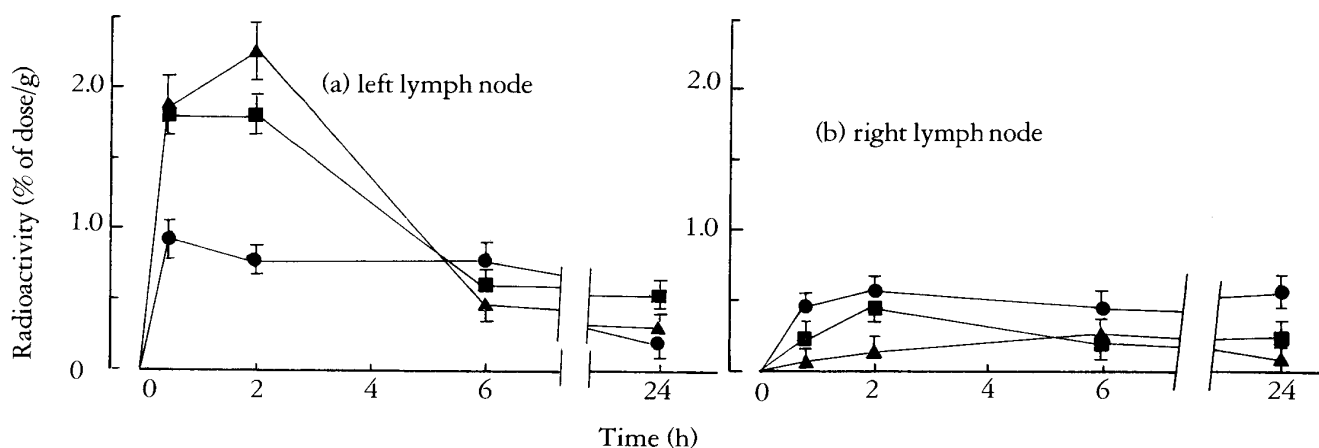 Radioactivity (% of dose/g)
2.0
1.0
0
(a) left lymph node
0 2 4 6 24
2.0
1.0
0
(b) right lymph node
0 2 4 6 24
Time (h)